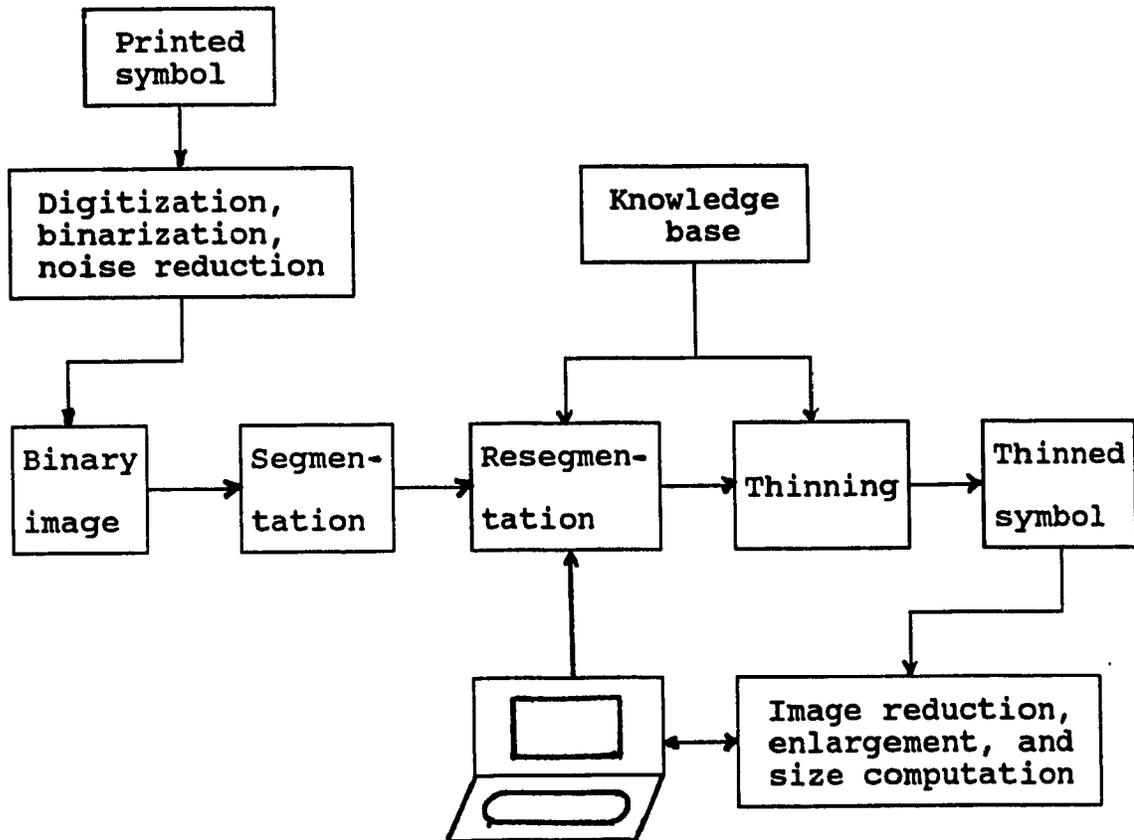 Printed
symbol
Digitization,
binarization,
noise reduction
Knowledge
base
Binary
image
Segmen-
tation
Resegmen-
tation
Thinning
Thinned
symbol
Image reduction,
enlargement, and
size computation